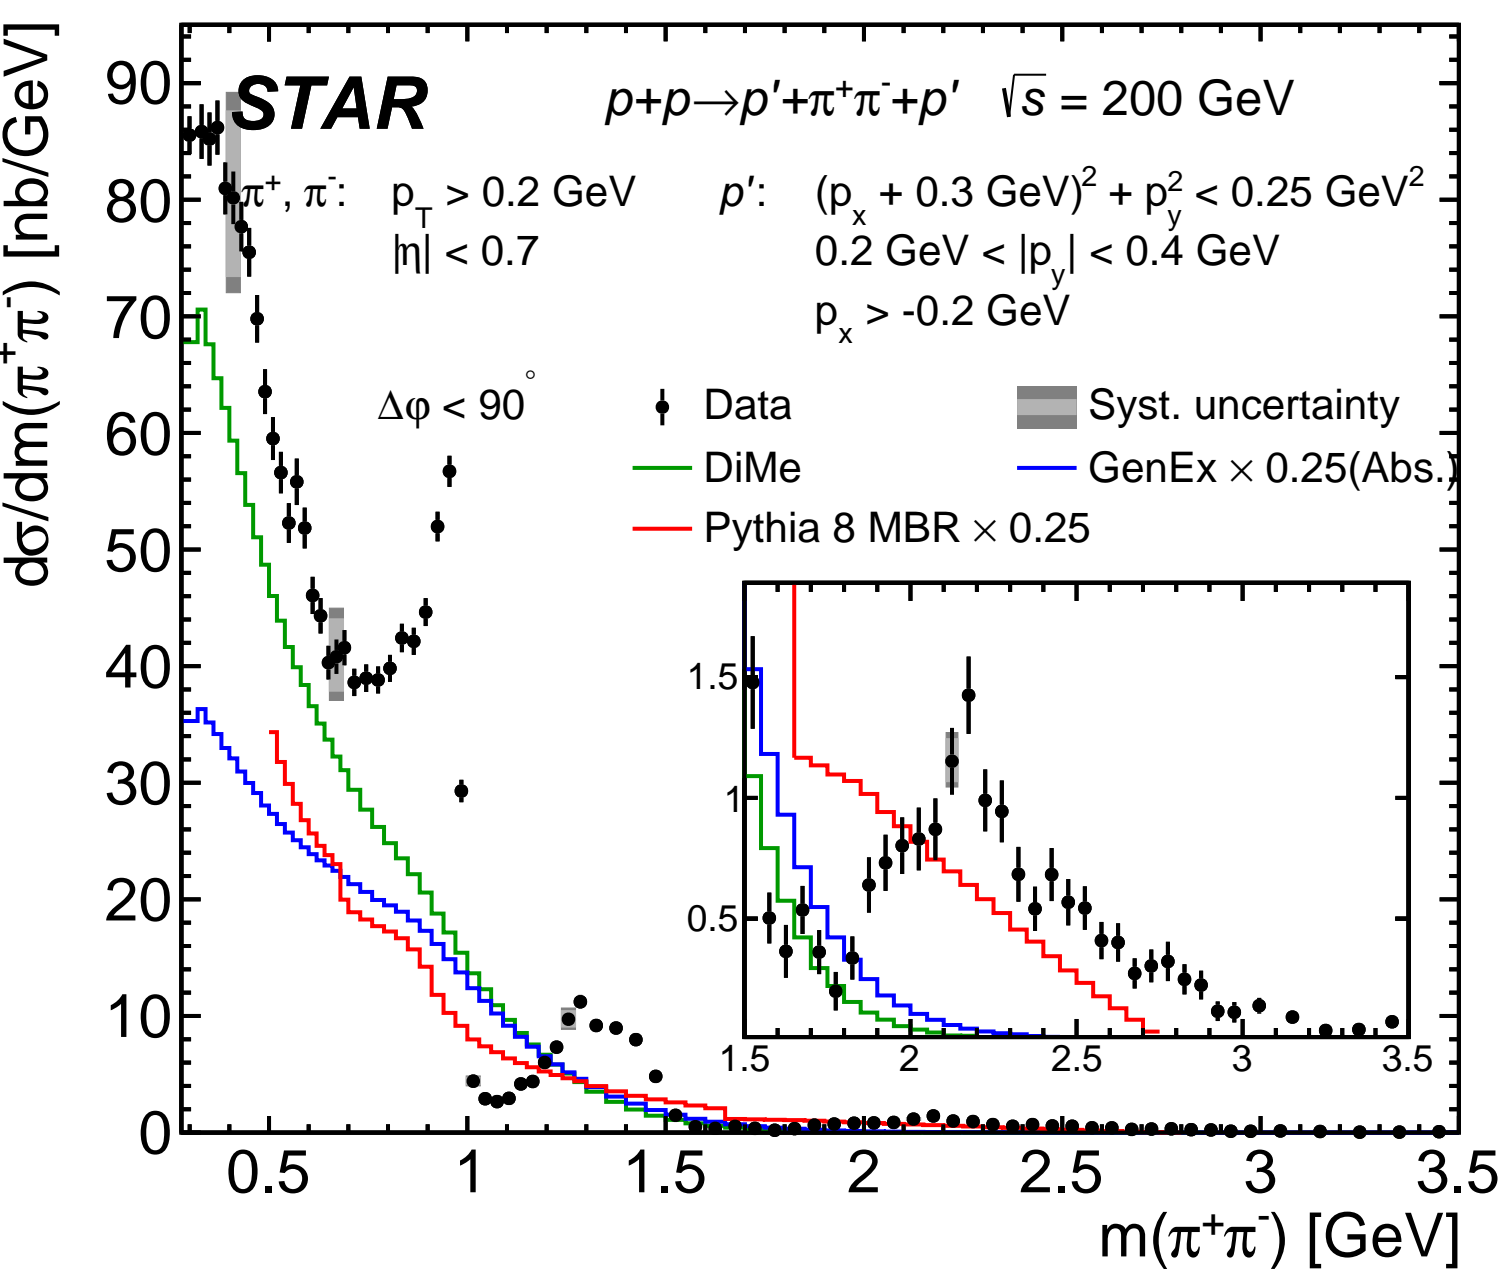 dσ/dm(π⁺π⁻) [nb/GeV]
STAR
p+p→p′+π⁺π⁻+p′ √s = 200 GeV
π⁺, π⁻: p_T > 0.2 GeV p′: (p_x + 0.3 GeV)² + p_y² < 0.25 GeV²
|η| < 0.7 0.2 GeV < |p_y| < 0.4 GeV
p_x > -0.2 GeV
Δφ < 90°
Data Syst. uncertainty
DiMe GenEx × 0.25(Abs.)
Pythia 8 MBR × 0.25
90
80
70
60
50
40
30
20
10
0
1.5
1
0.5
1.5 2 2.5 3 3.5
0.5 1 1.5 2 2.5 3 3.5
m(π⁺π⁻) [GeV]